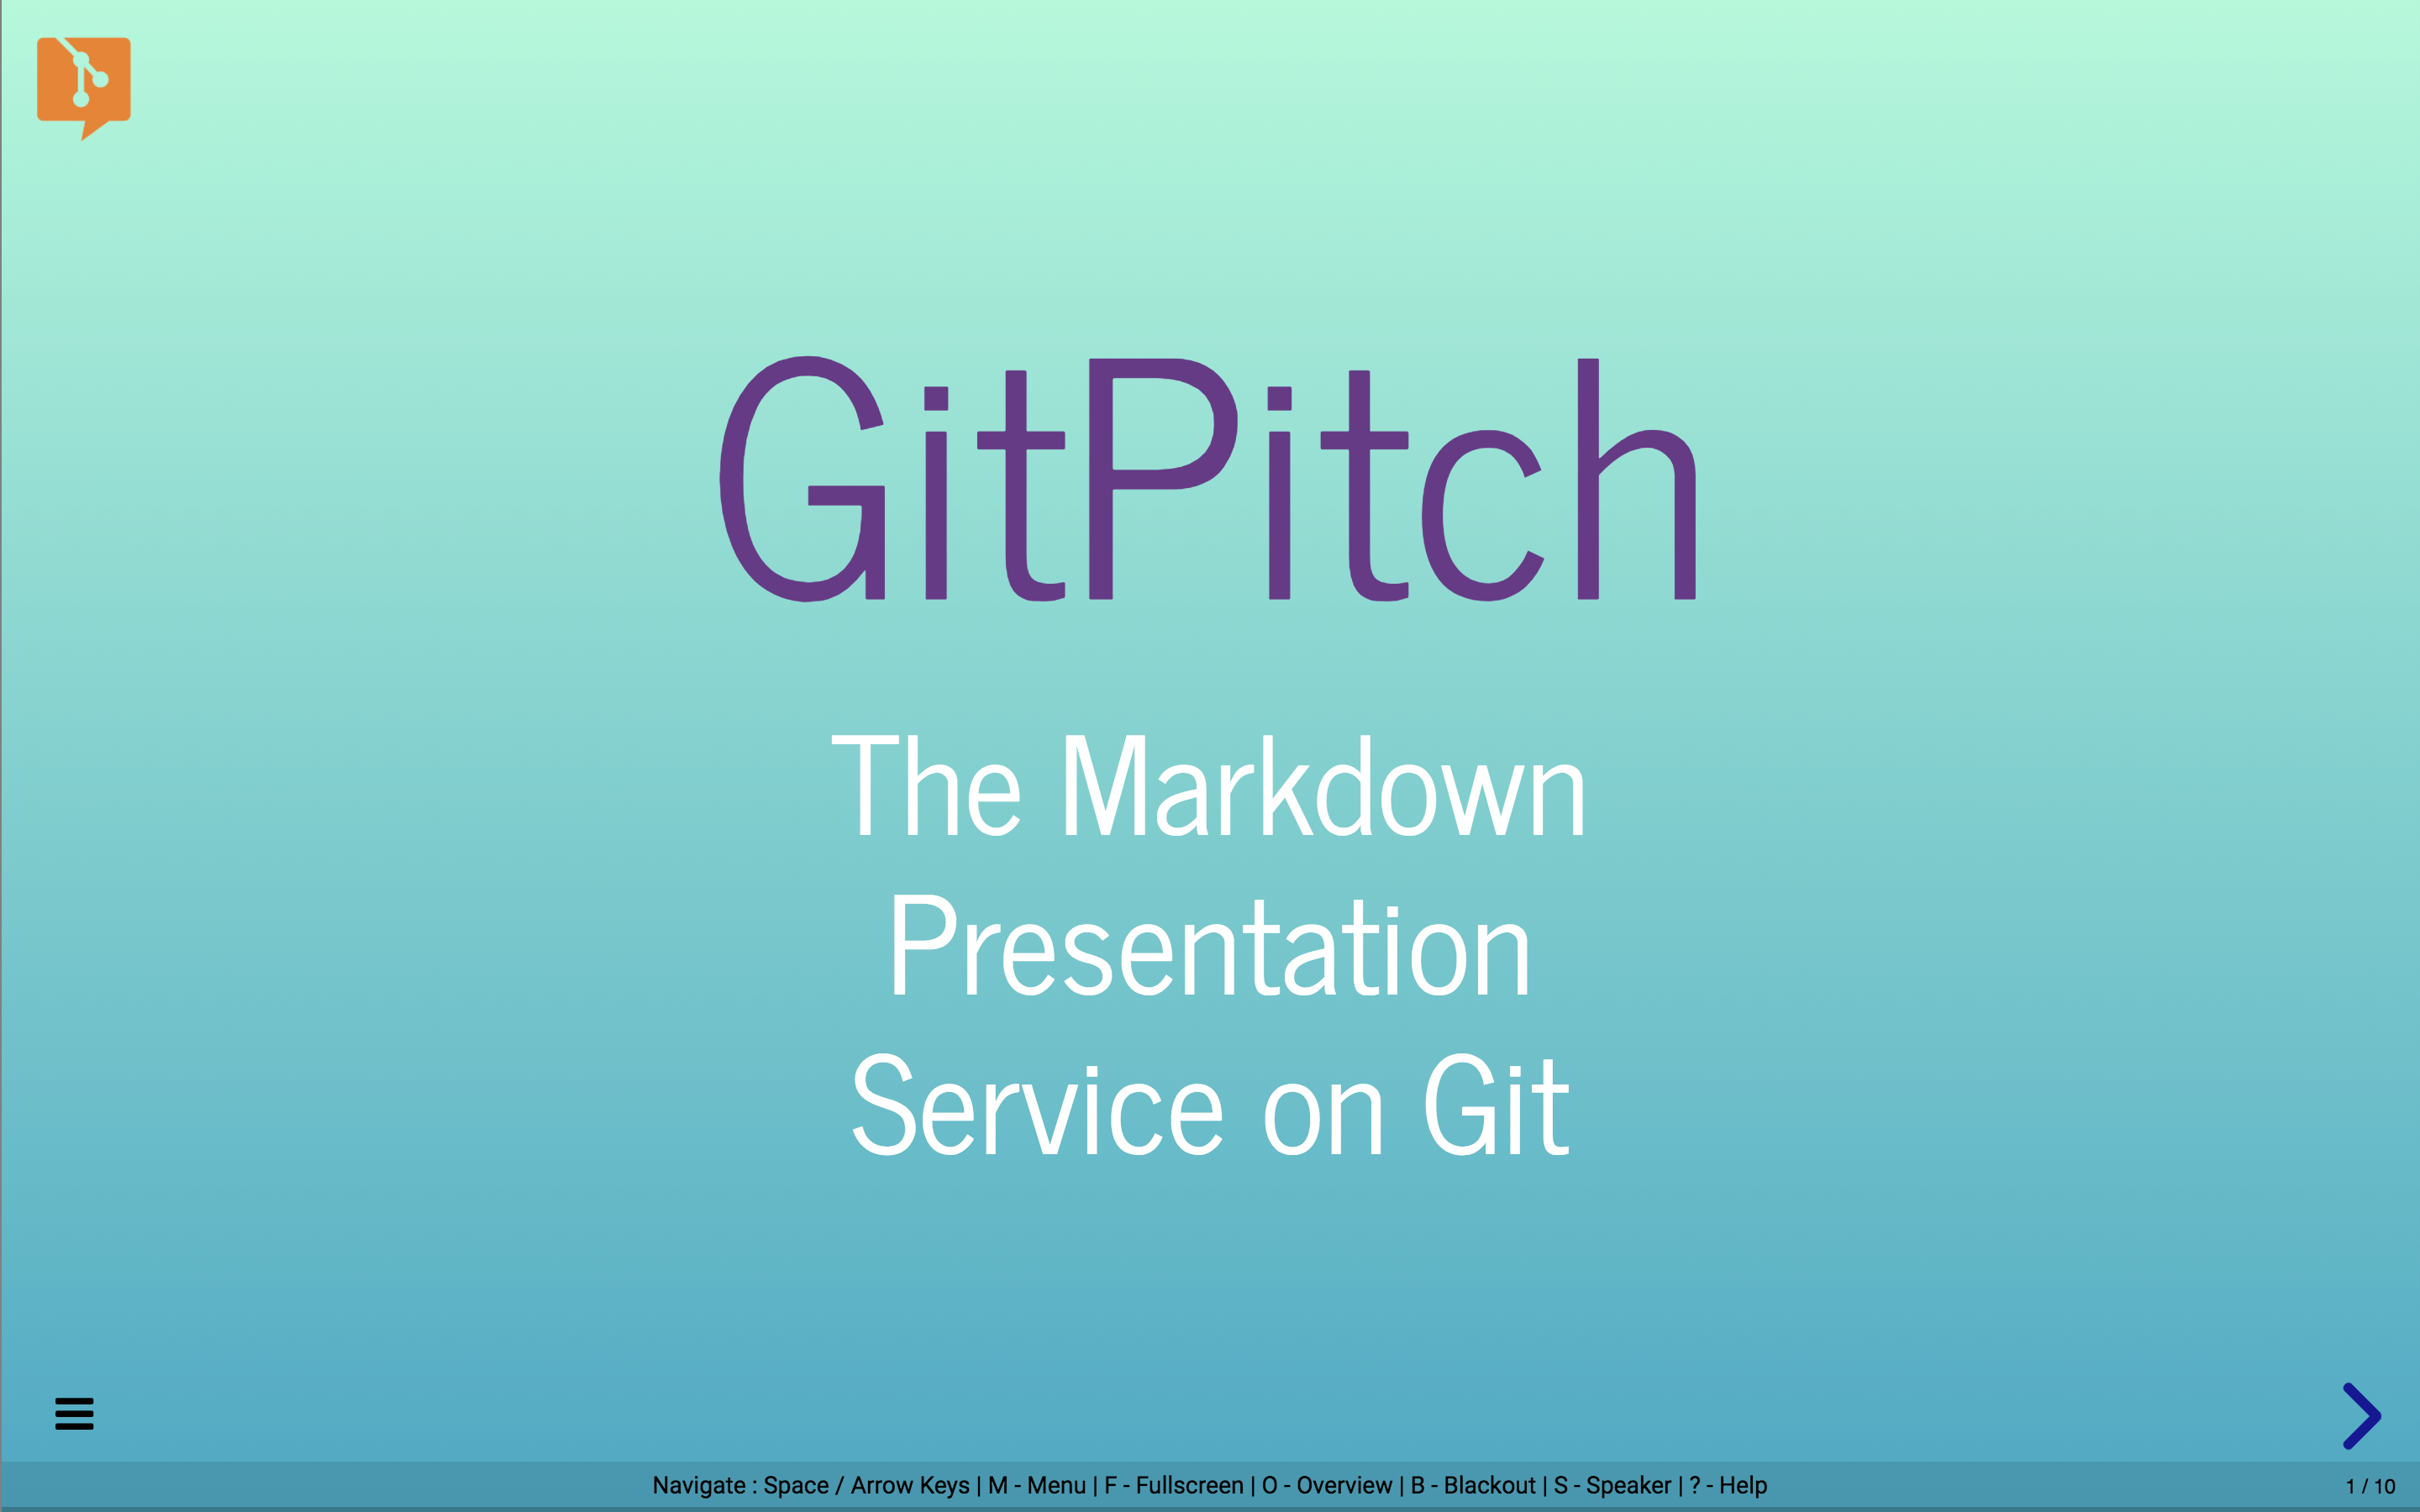 GitPitch
The Markdown
Presentation
Service on Git
Navigate : Space / Arrow Keys | M - Menu | F - Fullscreen | O - Overview | B - Blackout | S - Speaker | ? - Help
1 / 10